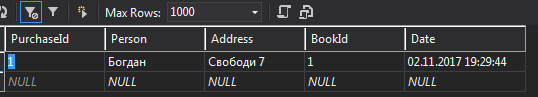 Max Rows: 1000
PurchaseId Person Address BookId Date
1 Богдан Свободи 7 1 02.11.2017 19:29:44
NULL NULL NULL NULL NULL